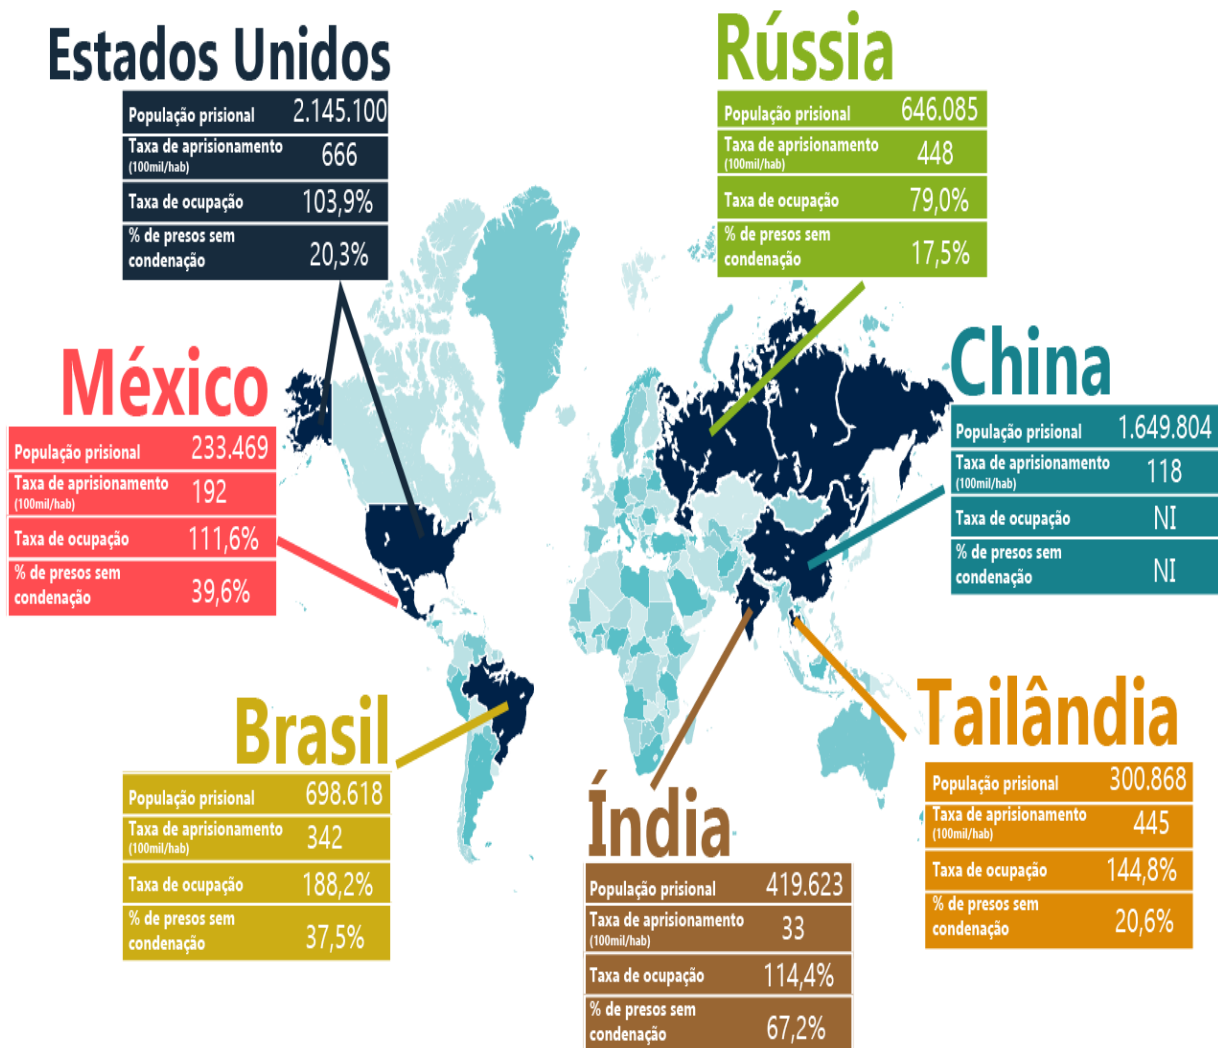 Estados Unidos
População prisional 2.145.100
Taxa de aprisionamento
(100mil/hab) 666
Taxa de ocupação 103,9%
% de presos sem
condenação 20,3%
Rússia
População prisional 646.085
Taxa de aprisionamento
(100mil/hab) 448
Taxa de ocupação 79,0%
% de presos sem
condenação 17,5%
México
População prisional 233.469
Taxa de aprisionamento
(100mil/hab) 192
Taxa de ocupação 111,6%
% de presos sem
condenação 39,6%
China
População prisional 1.649.804
Taxa de aprisionamento
(100mil/hab) 118
Taxa de ocupação NI
% de presos sem
condenação NI
Brasil
População prisional 698.618
Taxa de aprisionamento
(100mil/hab) 342
Taxa de ocupação 188,2%
% de presos sem
condenação 37,5%
Índia
População prisional 419.623
Taxa de aprisionamento
(100mil/hab) 33
Taxa de ocupação 114,4%
% de presos sem
condenação 67,2%
Tailândia
População prisional 300.868
Taxa de aprisionamento
(100mil/hab) 445
Taxa de ocupação 144,8%
% de presos sem
condenação 20,6%